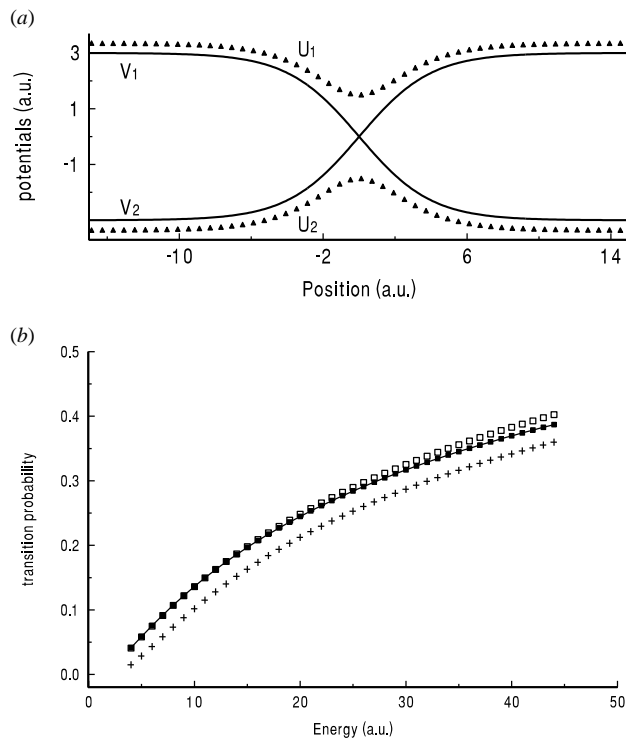 (a)
U1
3
V1
1
potentials (a.u.)
-1
V2
U2
-10 -2 6 14
Position (a.u.)
(b)
0.5
0.4
0.3
transition probability
0.2
0.1
0.0
0 10 20 30 40 50
Energy (a.u.)